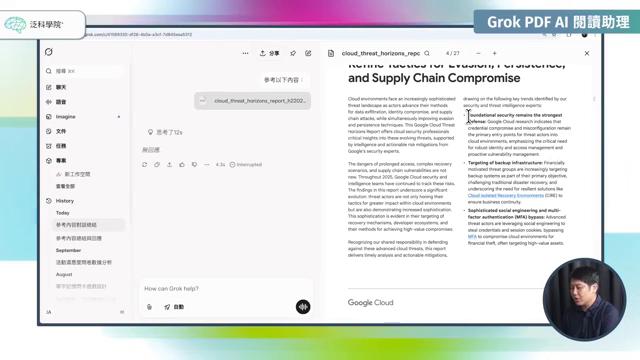 泛科學院
Grok PDF AI 閱讀助理
搜尋 ⌘K
聊天
語音
Imagine
文件
任務
專案
新工作空間
查看全部
History
Today
參考內容對話總結
參考內容總結與回應
September
August
分享
參考以下內容：
cloud_threat_horizons_report_h2202...
思考了12s
無回應
4.3s Interrupted
How can Grok help?
自動
cloud_threat_horizons_rep...
4 / 27
Refine Tactics for Evasion, Persistence,
and Supply Chain Compromise
Cloud environments face an increasingly sophisticated
threat landscape as actors advance their methods
for data exfiltration, identity compromise, and supply
chain attacks, while simultaneously improving evasion
and persistence techniques. This Google Cloud Threat
Horizons Report offers cloud security professionals
critical insights into these evolving threats, supported
by intelligence and actionable risk mitigations from
Google's security experts.
The dangers of prolonged access, complex recovery
scenarios, and supply chain vulnerabilities are not
new. Throughout 2025, Google Cloud security and
intelligence teams have continued to track these risks.
The findings in this report underscore a significant
evolution: threat actors are not only honing their
tactics for greater impact within cloud environments
but are also demonstrating increased sophistication.
This sophistication is evident in their targeting of
recovery mechanisms, developer ecosystems, and
their methods for achieving high-value compromises.
Recognizing our shared responsibility in defending
against these advanced cloud threats, this report
delivers timely analysis and actionable mitigations,
drawing on the following key trends identified by our
security and threat intelligence experts:
• Foundational security remains the strongest
defense: Google Cloud research indicates that
credential compromise and misconfiguration remain
the primary entry points for threat actors into
cloud environments, emphasizing the critical need
for robust identity and access management and
proactive vulnerability management.
• Targeting of backup infrastructure: Financially
motivated threat groups are increasingly targeting
backup systems as part of their primary objective,
challenging traditional disaster recovery, and
underscoring the need for resilient solutions like
Cloud Isolated Recovery Environments (CIRE) to
ensure business continuity.
• Sophisticated social engineering and multi-
factor authentication (MFA) bypass: Advanced
threat actors are leveraging social engineering to
steal credentials and session cookies, bypassing
MFA to compromise cloud environments for
financial theft, often targeting high-value assets.
Google Cloud